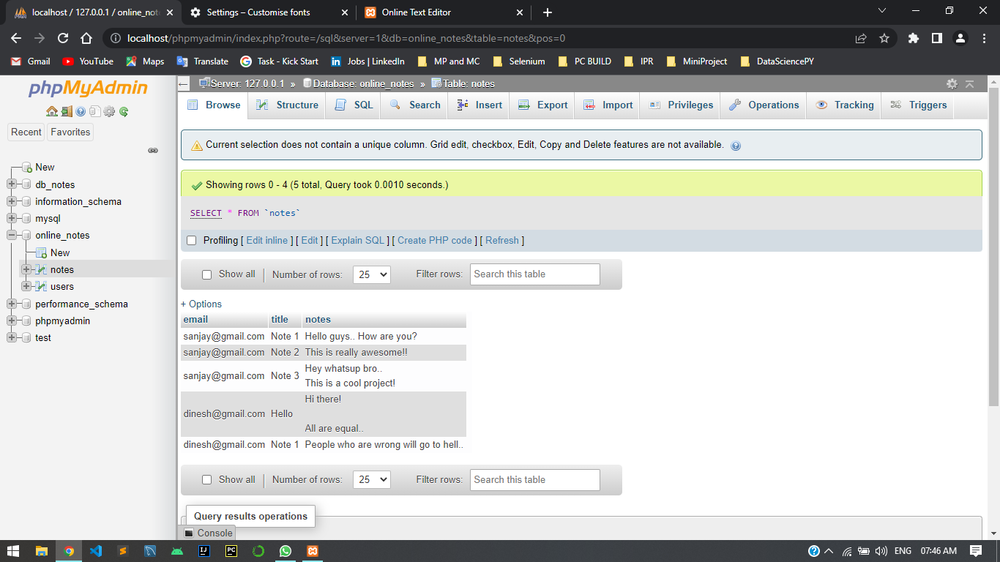 localhost / 127.0.0.1 / online_not
Settings – Customise fonts
Online Text Editor
localhost/phpmyadmin/index.php?route=/sql&server=1&db=online_notes&table=notes&pos=0
Gmail YouTube Maps Translate Task - Kick Start Jobs | LinkedIn MP and MC Selenium PC BUILD IPR MiniProject DataSciencePY
phpMyAdmin
Recent Favorites
New
db_notes
information_schema
mysql
online_notes
New
notes
users
performance_schema
phpmyadmin
test
Server: 127.0.0.1 » Database: online_notes » Table: notes
Browse Structure SQL Search Insert Export Import Privileges Operations Tracking Triggers
Current selection does not contain a unique column. Grid edit, checkbox, Edit, Copy and Delete features are not available.
Showing rows 0 - 4 (5 total, Query took 0.0010 seconds.)
SELECT * FROM `notes`
Profiling [ Edit inline ] [ Edit ] [ Explain SQL ] [ Create PHP code ] [ Refresh ]
Show all | Number of rows: 25 Filter rows: Search this table
+ Options
email title notes
sanjay@gmail.com Note 1 Hello guys.. How are you?
sanjay@gmail.com Note 2 This is really awesome!!
sanjay@gmail.com Note 3 Hey whatsup bro..
This is a cool project!
dinesh@gmail.com Hello Hi there!
All are equal..
dinesh@gmail.com Note 1 People who are wrong will go to hell..
Show all | Number of rows: 25 Filter rows: Search this table
Query results operations
Console
ENG 07:46 AM